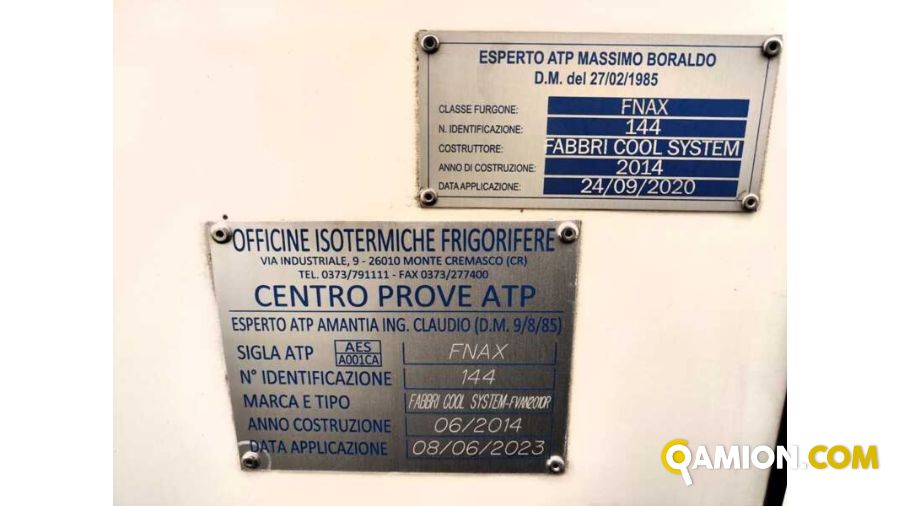 ESPERTO ATP MASSIMO BORALDO
D.M. del 27/02/1985
CLASSE FURGONE: FNAX
N. IDENTIFICAZIONE: 144
COSTRUTTORE: FABBRI COOL SYSTEM
ANNO DI COSTRUZIONE: 2014
DATA APPLICAZIONE: 24/09/2020
OFFICINE ISOTERMICHE FRIGORIFERE
VIA INDUSTRIALE, 9 - 26010 MONTE CREMASCO (CR)
TEL. 0373/791111 - FAX 0373/277400
CENTRO PROVE ATP
ESPERTO ATP AMANTIA ING. CLAUDIO (D.M. 9/8/85)
SIGLA ATP AES A001CA FNAX
N° IDENTIFICAZIONE 144
MARCA E TIPO FABBRI COOL SYSTEM-FVAN2010R
ANNO COSTRUZIONE 06/2014
DATA APPLICAZIONE 08/06/2023
QAMION.COM